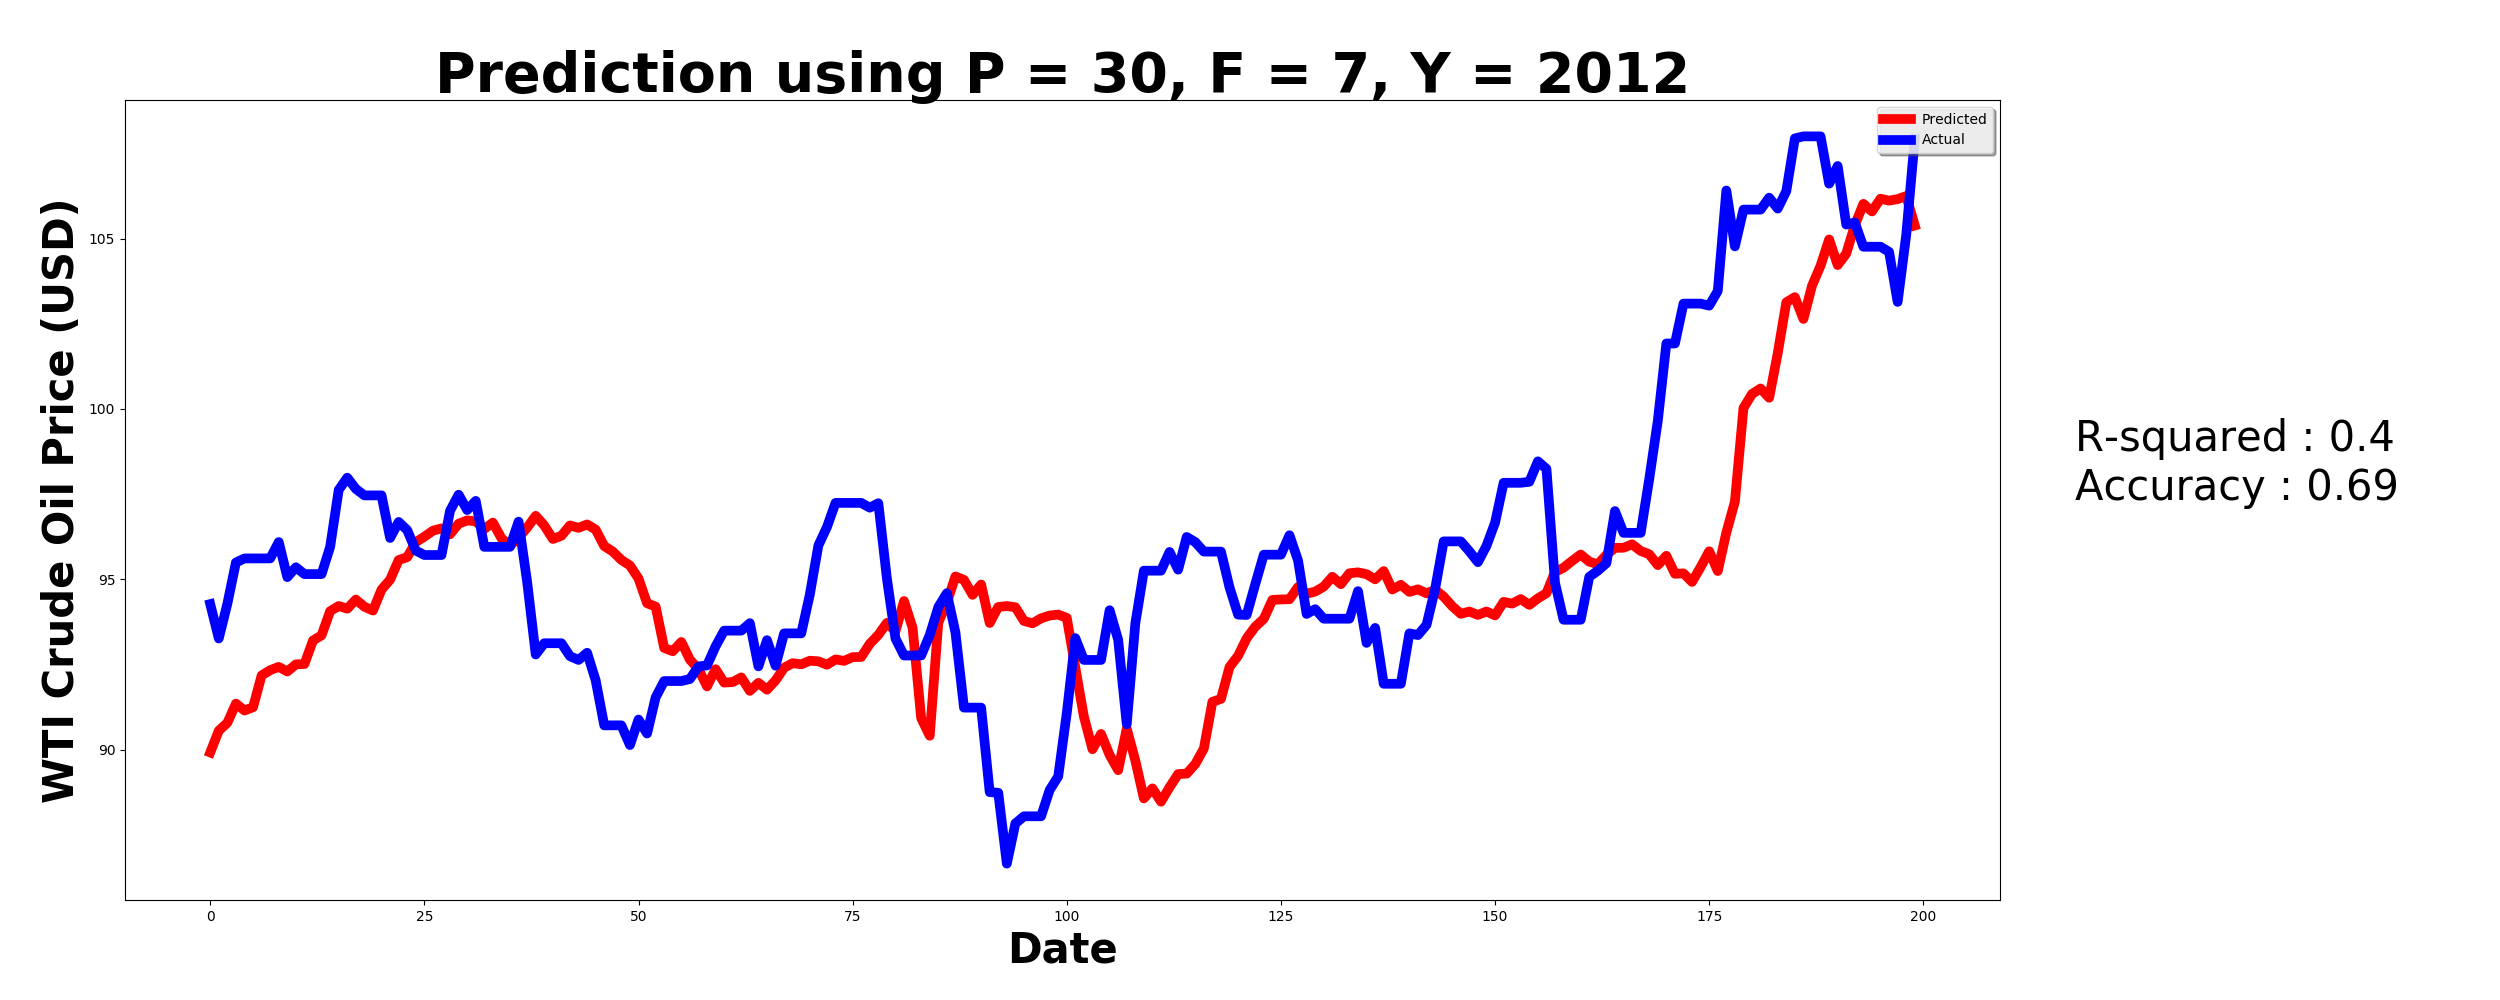 Prediction using P = 30, F = 7, Y = 2012
Predicted
Actual
WTI Crude Oil Price (USD)
105
100
95
90
R-squared : 0.4
Accuracy : 0.69
0 25 50 75 100 125 150 175 200
Date